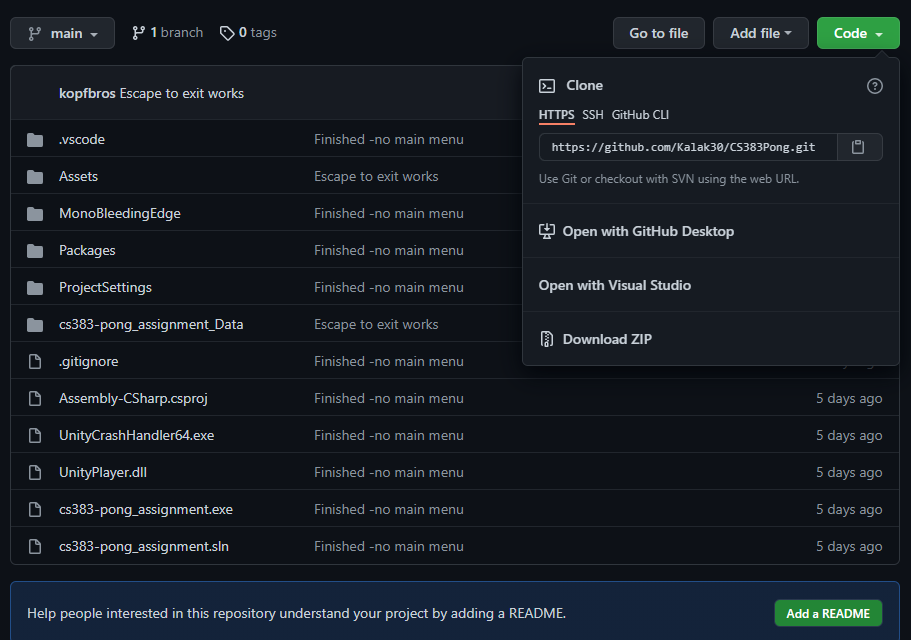 main 1 branch 0 tags Go to file Add file Code
kopfbros Escape to exit works
Clone
HTTPS SSH GitHub CLI
https://github.com/Kalak30/CS383Pong.git
Use Git or checkout with SVN using the web URL.
Open with GitHub Desktop
Open with Visual Studio
Download ZIP
.vscode Finished -no main menu
Assets Escape to exit works
MonoBleedingEdge Finished -no main menu
Packages Finished -no main menu
ProjectSettings Finished -no main menu
cs383-pong_assignment_Data Escape to exit works
.gitignore Finished -no main menu
Assembly-CSharp.csproj Finished -no main menu 5 days ago
UnityCrashHandler64.exe Finished -no main menu 5 days ago
UnityPlayer.dll Finished -no main menu 5 days ago
cs383-pong_assignment.exe Finished -no main menu 5 days ago
cs383-pong_assignment.sln Finished -no main menu 5 days ago
Help people interested in this repository understand your project by adding a README. Add a README